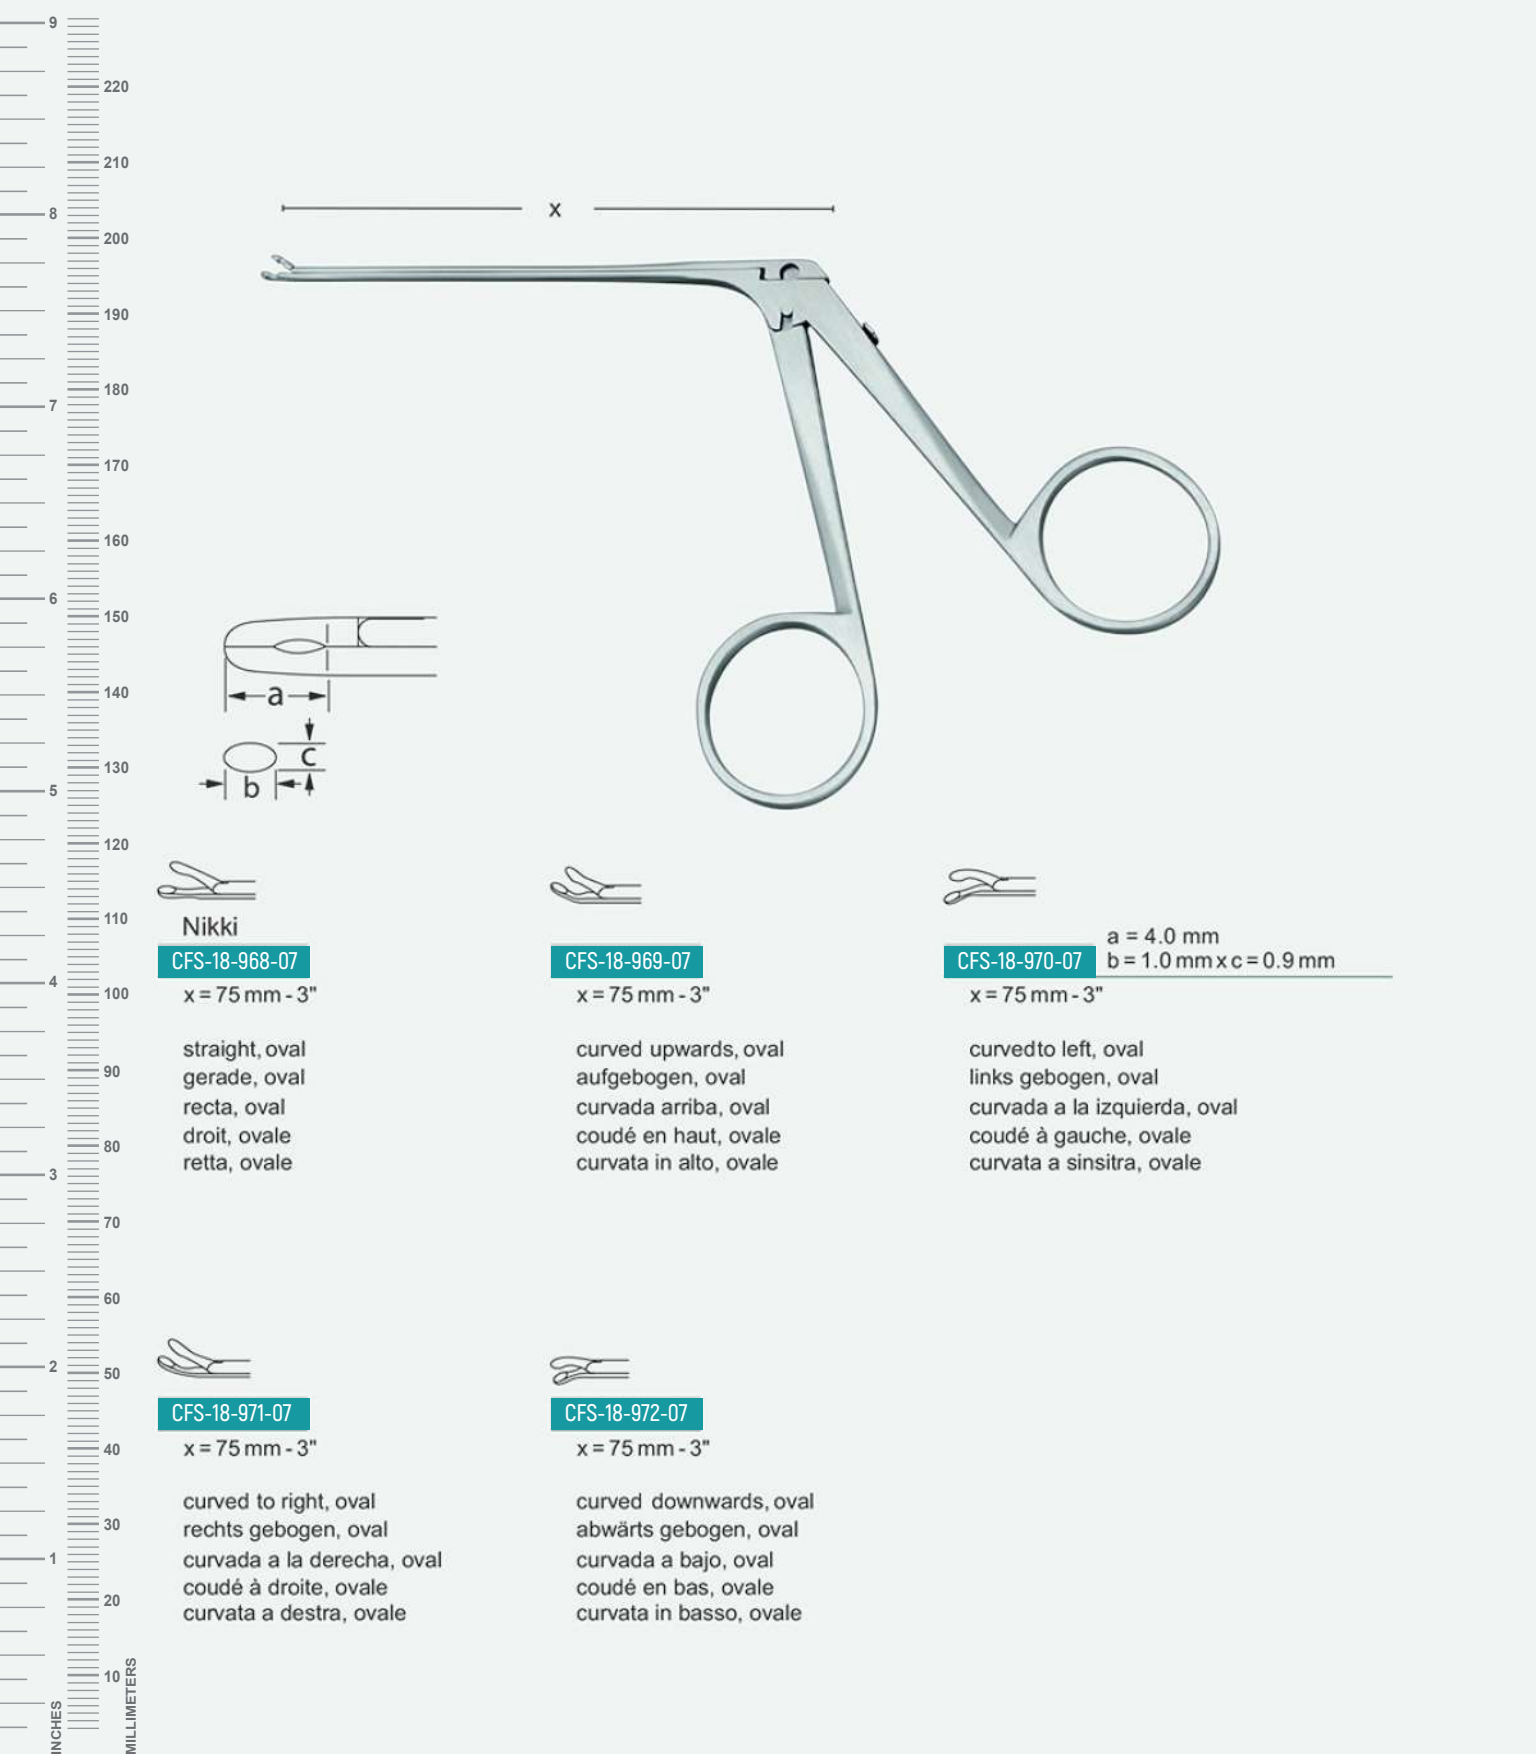 9
220
210
8
200
190
180
7
170
160
6
150
140
130
5
120
110
4
100
90
80
3
70
60
2
50
40
30
1
20
10
INCHES
MILLIMETERS
x
a
c
b
Nikki
CFS-18-968-07
x = 75 mm - 3"
straight, oval
gerade, oval
recta, oval
droit, ovale
retta, ovale
CFS-18-969-07
x = 75 mm - 3"
curved upwards, oval
aufgebogen, oval
curvada arriba, oval
coudé en haut, ovale
curvata in alto, ovale
a = 4.0 mm
b = 1.0 mm x c = 0.9 mm
CFS-18-970-07
x = 75 mm - 3"
curvedto left, oval
links gebogen, oval
curvada a la izquierda, oval
coudé à gauche, ovale
curvata a sinsitra, ovale
CFS-18-971-07
x = 75 mm - 3"
curved to right, oval
rechts gebogen, oval
curvada a la derecha, oval
coudé à droite, ovale
curvata a destra, ovale
CFS-18-972-07
x = 75 mm - 3"
curved downwards, oval
abwärts gebogen, oval
curvada a bajo, oval
coudé en bas, ovale
curvata in basso, ovale